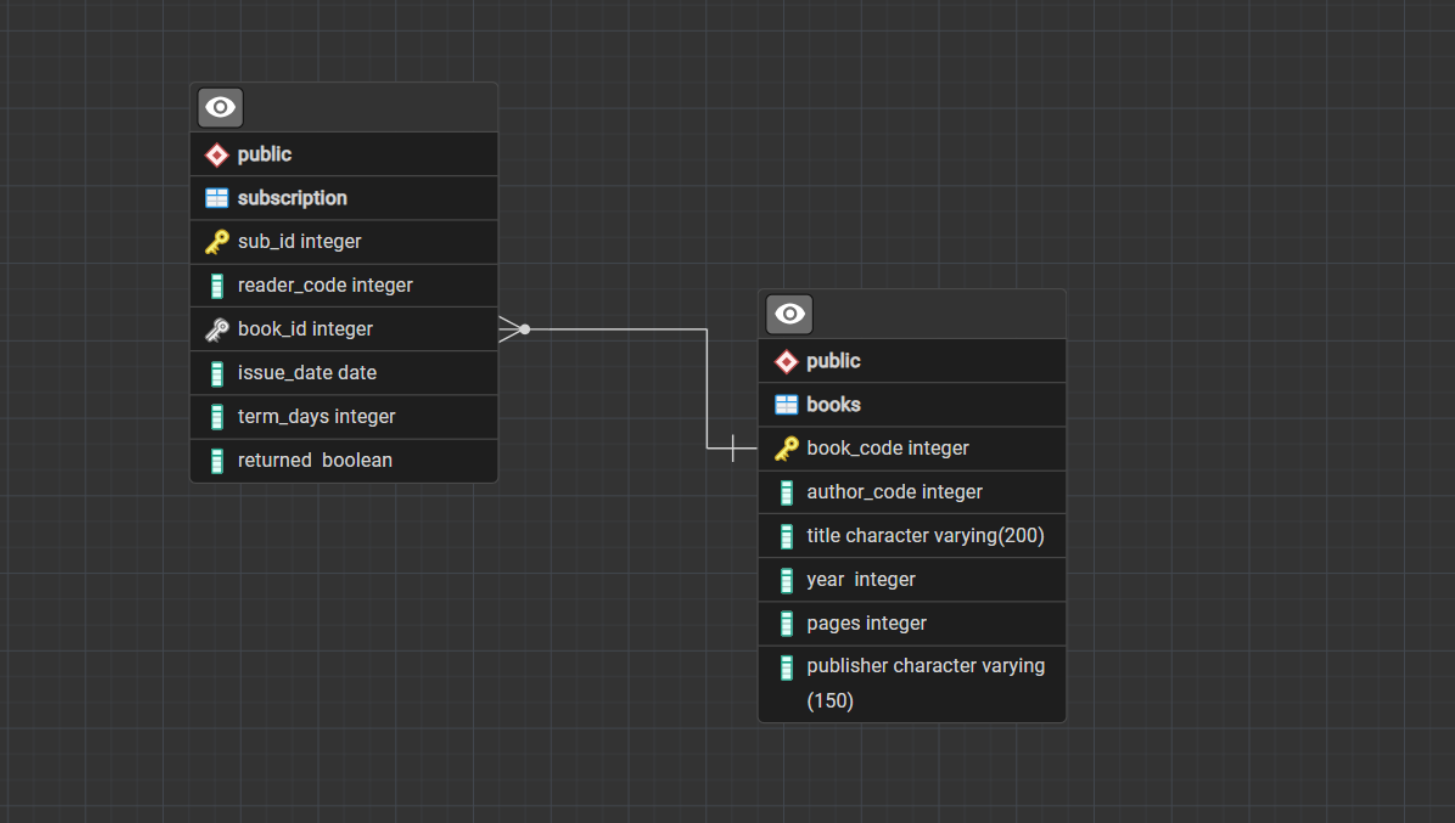 public
subscription
sub_id integer
reader_code integer
book_id integer
issue_date date
term_days integer
returned  boolean
public
books
book_code integer
author_code integer
title character varying(200)
year  integer
pages integer
publisher character varying
(150)